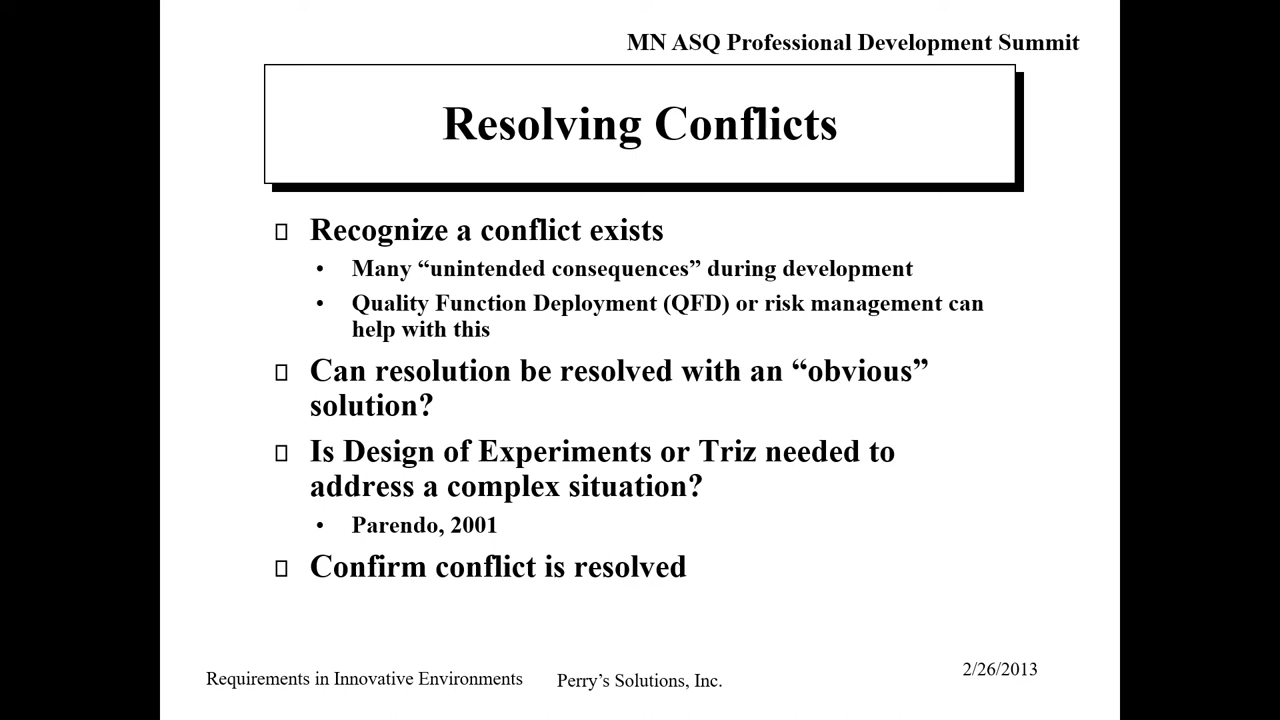 MN ASQ Professional Development Summit
Resolving Conflicts
Recognize a conflict exists
• Many “unintended consequences” during development
• Quality Function Deployment (QFD) or risk management can
help with this
Can resolution be resolved with an “obvious”
solution?
Is Design of Experiments or Triz needed to
address a complex situation?
• Parendo, 2001
Confirm conflict is resolved
Requirements in Innovative Environments
Perry’s Solutions, Inc.
2/26/2013